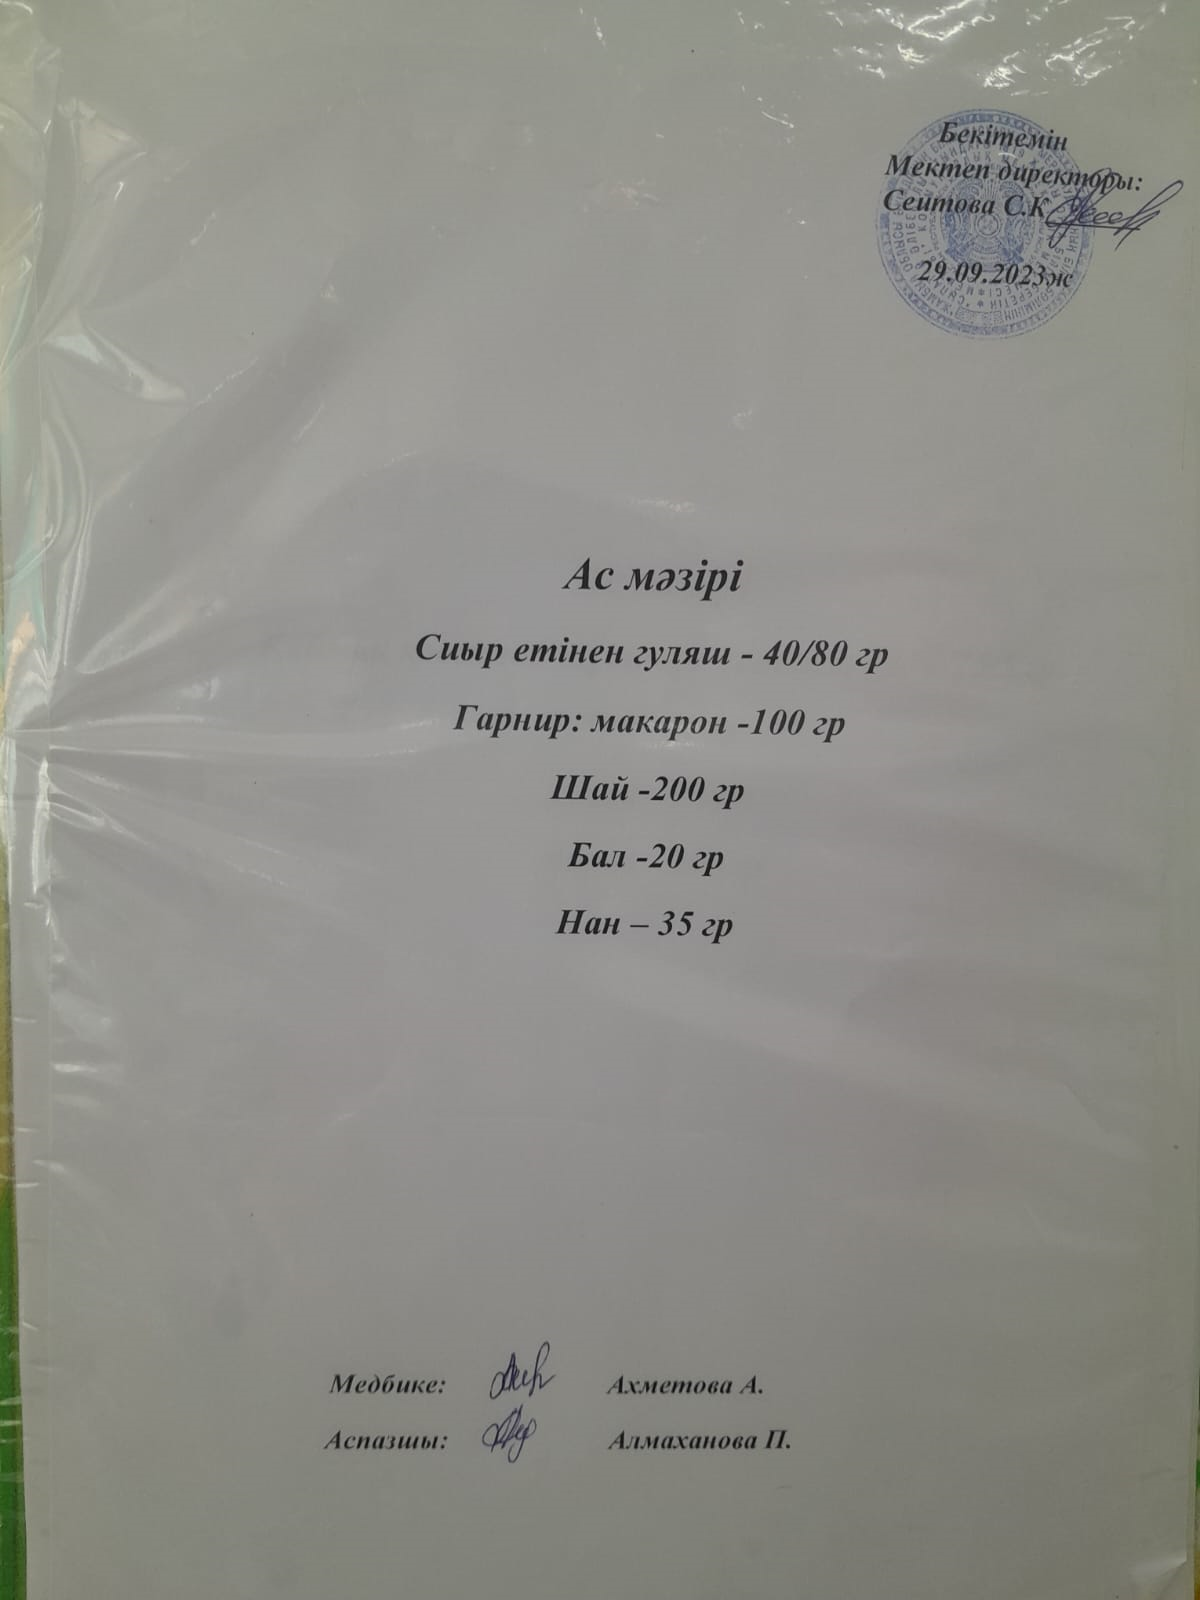 Бекітемін
Мектеп директоры:
Сеитова С.К
29.09.2023ж
Ас мәзірі
Сиыр етінен гуляш - 40/80 гр
Гарнир: макарон -100 гр
Шай -200 гр
Бал -20 гр
Нан – 35 гр
Медбике: Ахметова А.
Аспазшы: Алмаханова П.